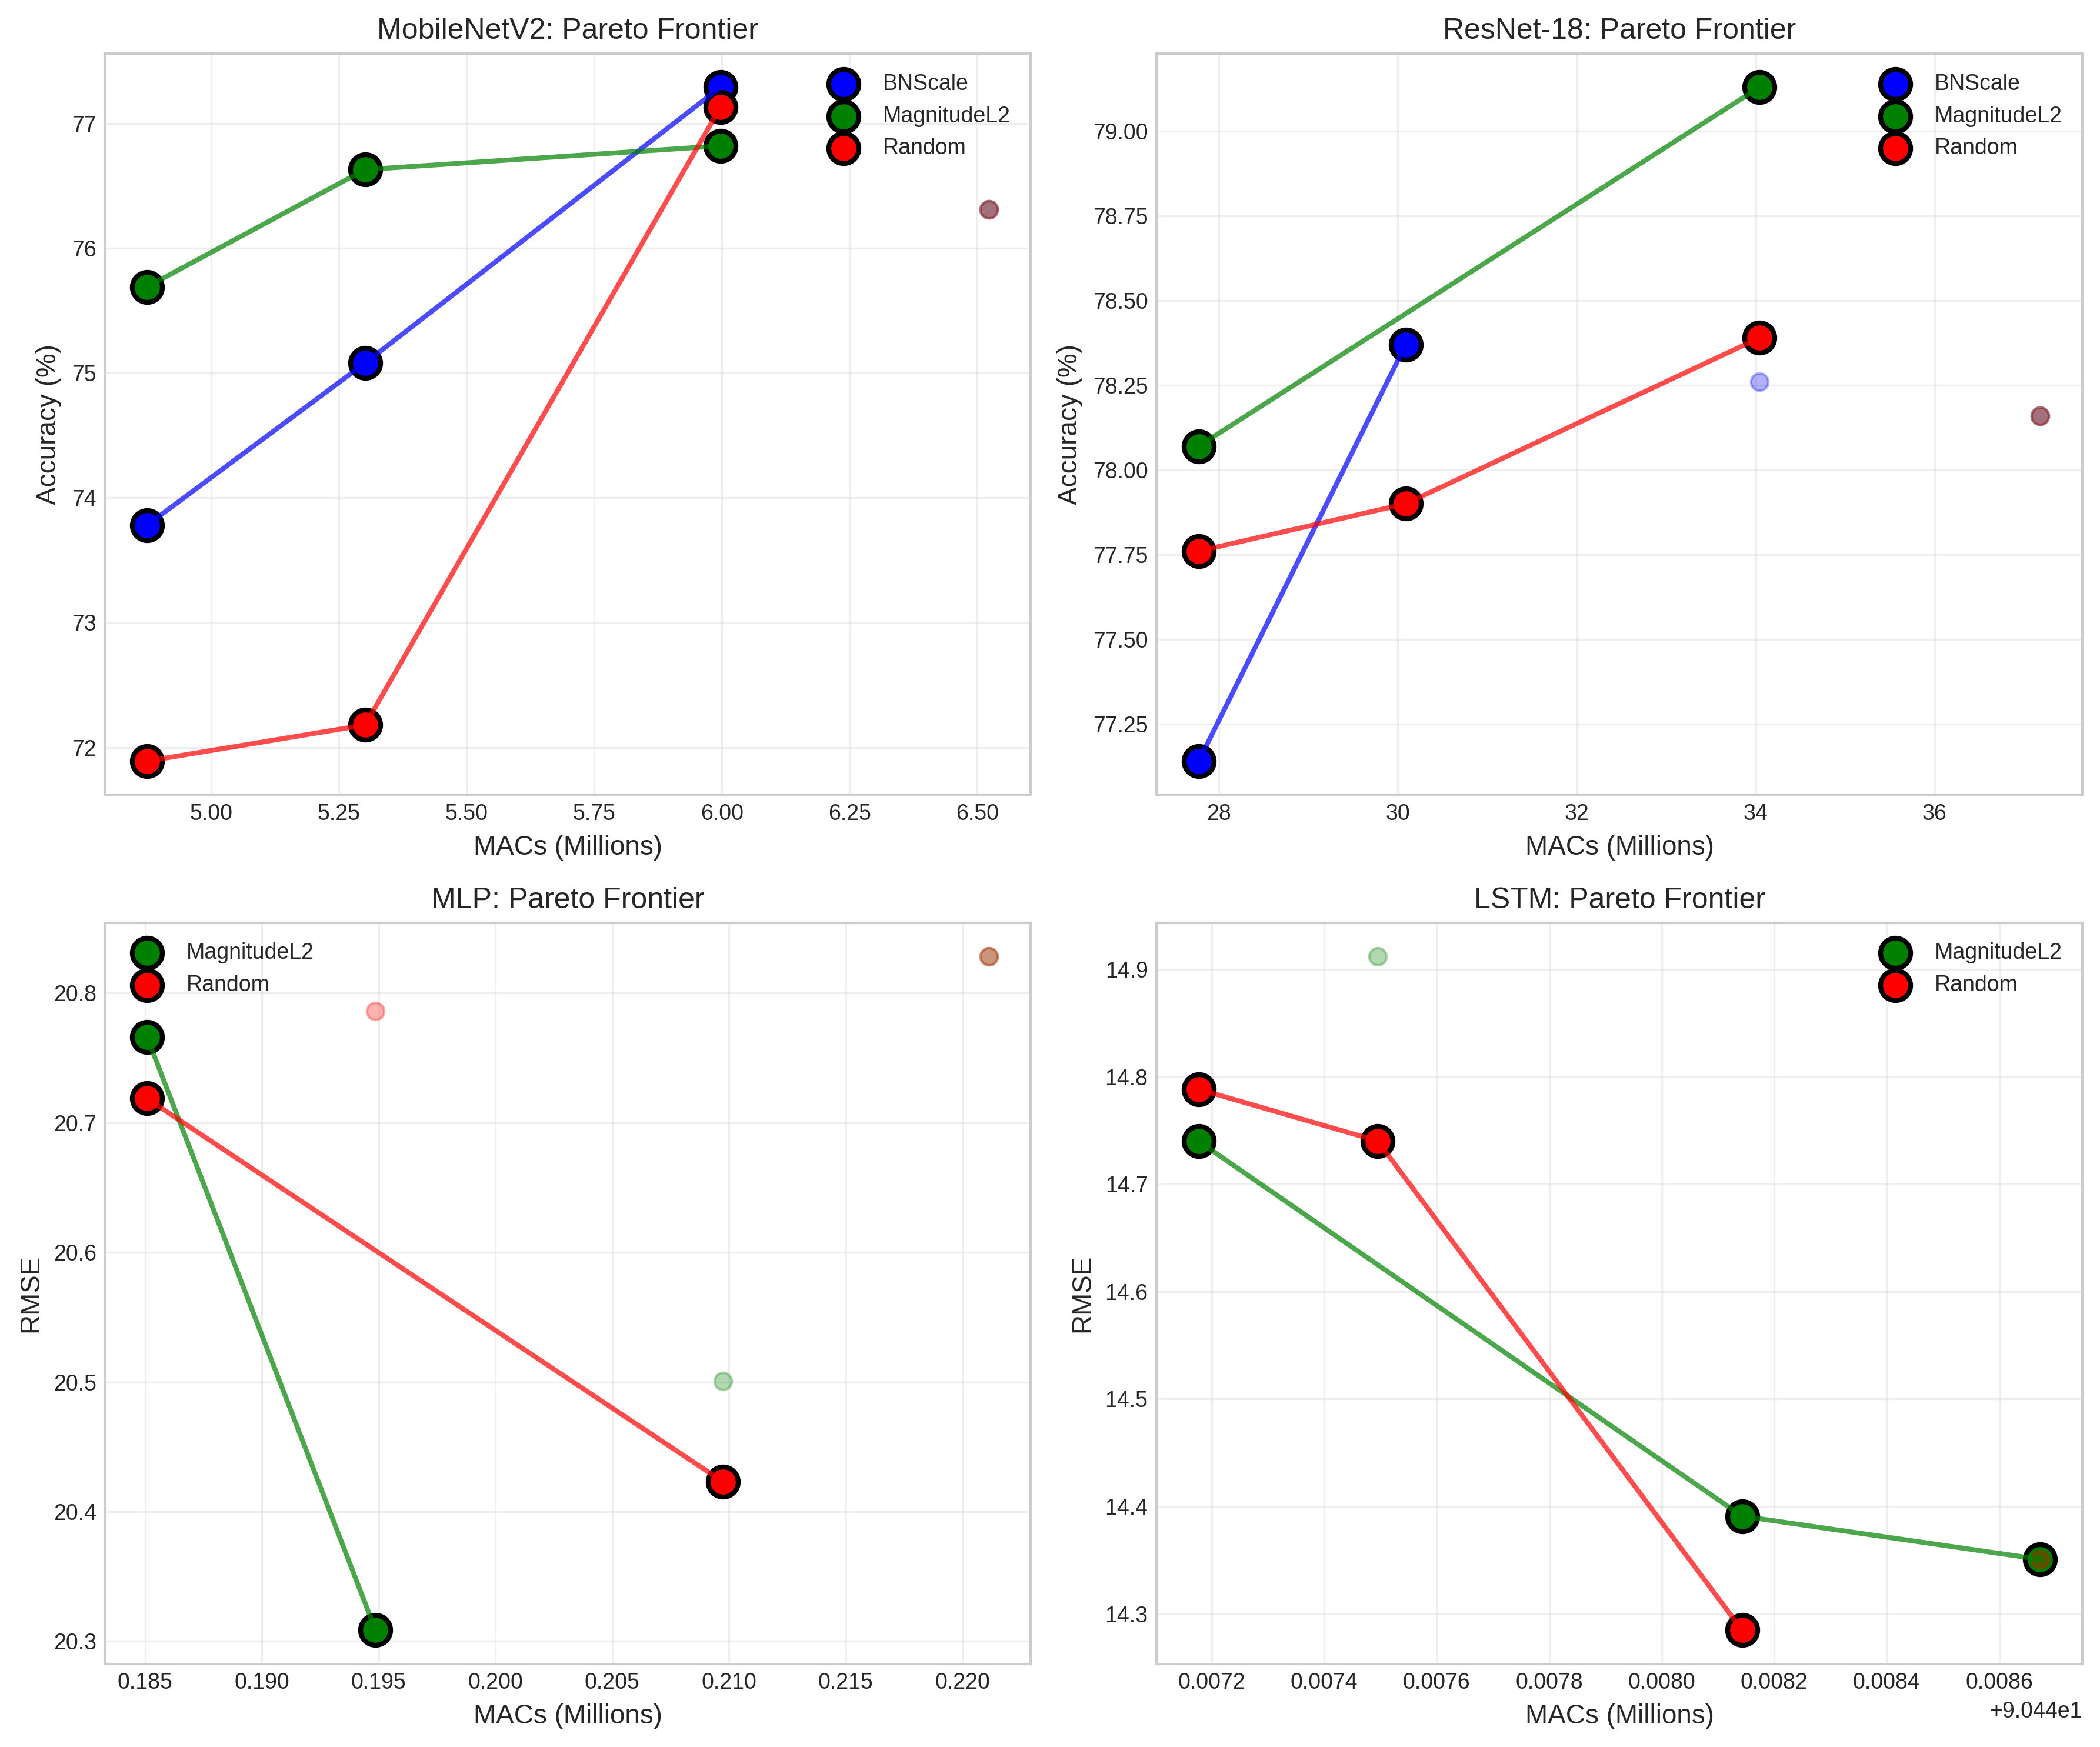 MobileNetV2: Pareto Frontier
BNScale
MagnitudeL2
Random
77
76
75
74
73
72
Accuracy (%)
5.00 5.25 5.50 5.75 6.00 6.25 6.50
MACs (Millions)
ResNet-18: Pareto Frontier
BNScale
MagnitudeL2
Random
79.00
78.75
78.50
78.25
78.00
77.75
77.50
77.25
Accuracy (%)
28 30 32 34 36
MACs (Millions)
MLP: Pareto Frontier
MagnitudeL2
Random
20.8
20.7
20.6
20.5
20.4
20.3
RMSE
0.185 0.190 0.195 0.200 0.205 0.210 0.215 0.220
MACs (Millions)
LSTM: Pareto Frontier
MagnitudeL2
Random
14.9
14.8
14.7
14.6
14.5
14.4
14.3
RMSE
0.0072 0.0074 0.0076 0.0078 0.0080 0.0082 0.0084 0.0086
+9.044e1
MACs (Millions)